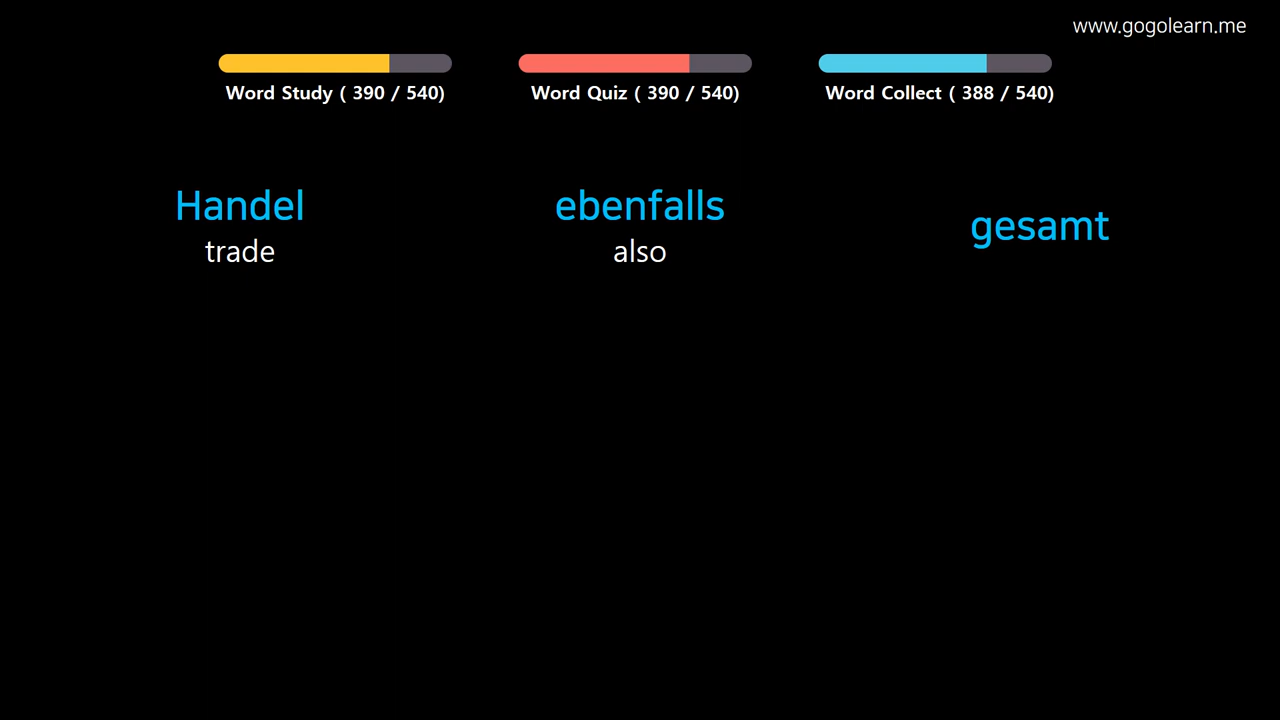 www.gogolearn.me
Word Study ( 390 / 540)
Word Quiz ( 390 / 540)
Word Collect ( 388 / 540)
Handel
trade
ebenfalls
also
gesamt